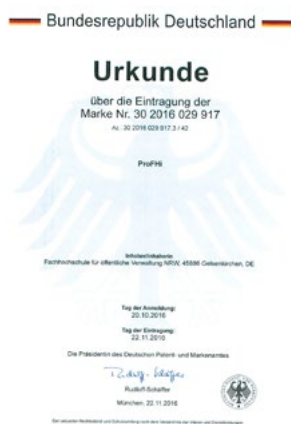 Bundesrepublik Deutschland
Urkunde
über die Eintragung der
Marke Nr. 30 2016 029 917
Az.: 30 2016 029 917.3 / 42
ProFHi
Inhaber/Inhaberin
Fachhochschule für öffentliche Verwaltung NRW, 45886 Gelsenkirchen, DE
Tag der Anmeldung:
20.10.2016
Tag der Eintragung:
22.11.2016
Die Präsidentin des Deutschen Patent- und Markenamtes
Rudloff-Schäffer
München, 22.11.2016